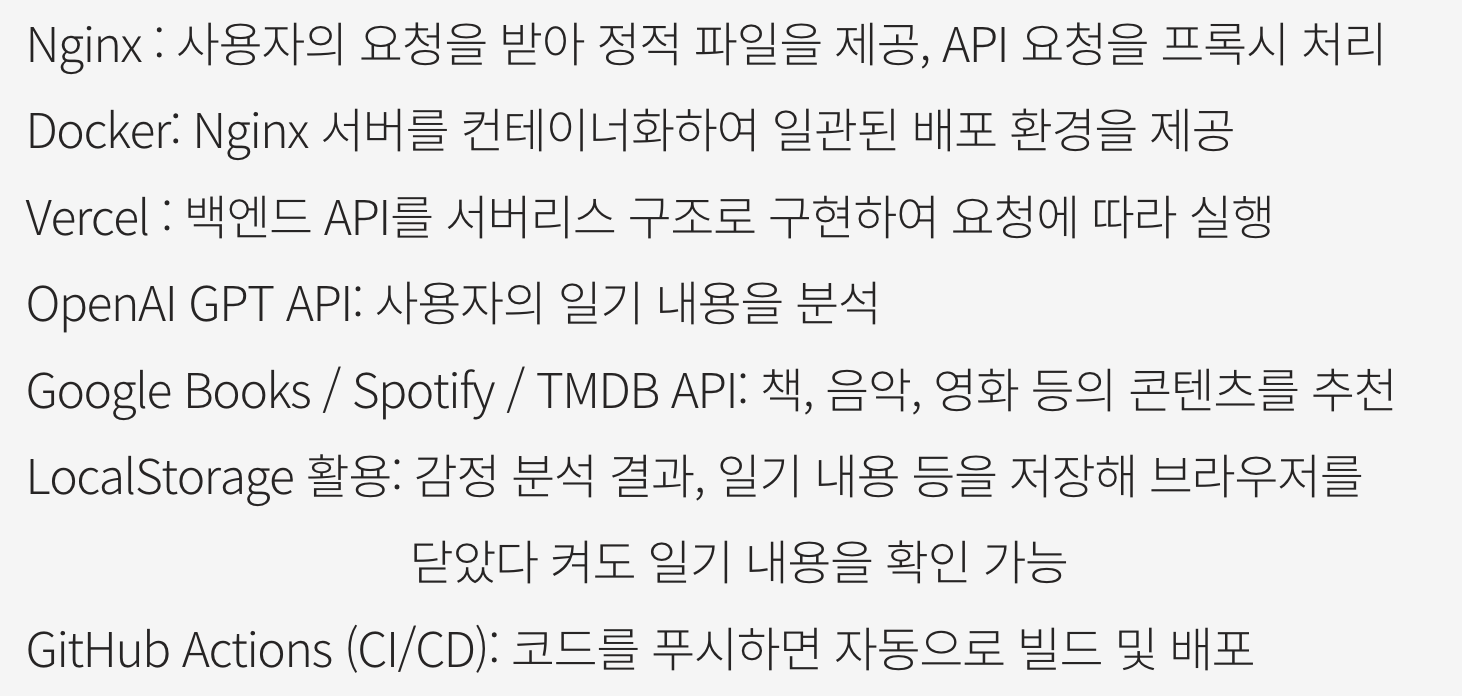 Nginx : 사용자의 요청을 받아 정적 파일을 제공, API 요청을 프록시 처리
Docker: Nginx 서버를 컨테이너화하여 일관된 배포 환경을 제공
Vercel : 백엔드 API를 서버리스 구조로 구현하여 요청에 따라 실행
OpenAI GPT API: 사용자의 일기 내용을 분석
Google Books / Spotify / TMDB API: 책, 음악, 영화 등의 콘텐츠를 추천
LocalStorage 활용: 감정 분석 결과, 일기 내용 등을 저장해 브라우저를
닫았다 켜도 일기 내용을 확인 가능
GitHub Actions (CI/CD): 코드를 푸시하면 자동으로 빌드 및 배포